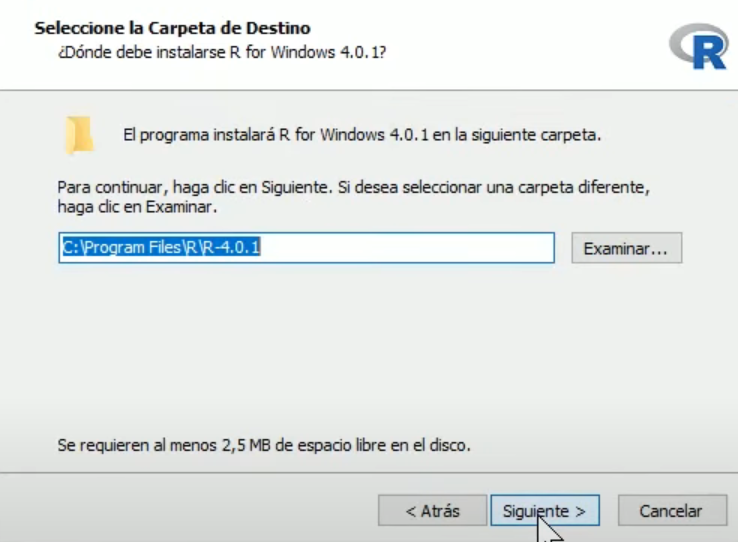 Seleccione la Carpeta de Destino
¿Dónde debe instalarse R for Windows 4.0.1?
R
El programa instalará R for Windows 4.0.1 en la siguiente carpeta.
Para continuar, haga clic en Siguiente. Si desea seleccionar una carpeta diferente,
haga clic en Examinar.
C:\Program Files\R\R-4.0.1
Examinar...
Se requieren al menos 2,5 MB de espacio libre en el disco.
< Atrás
Siguiente >
Cancelar